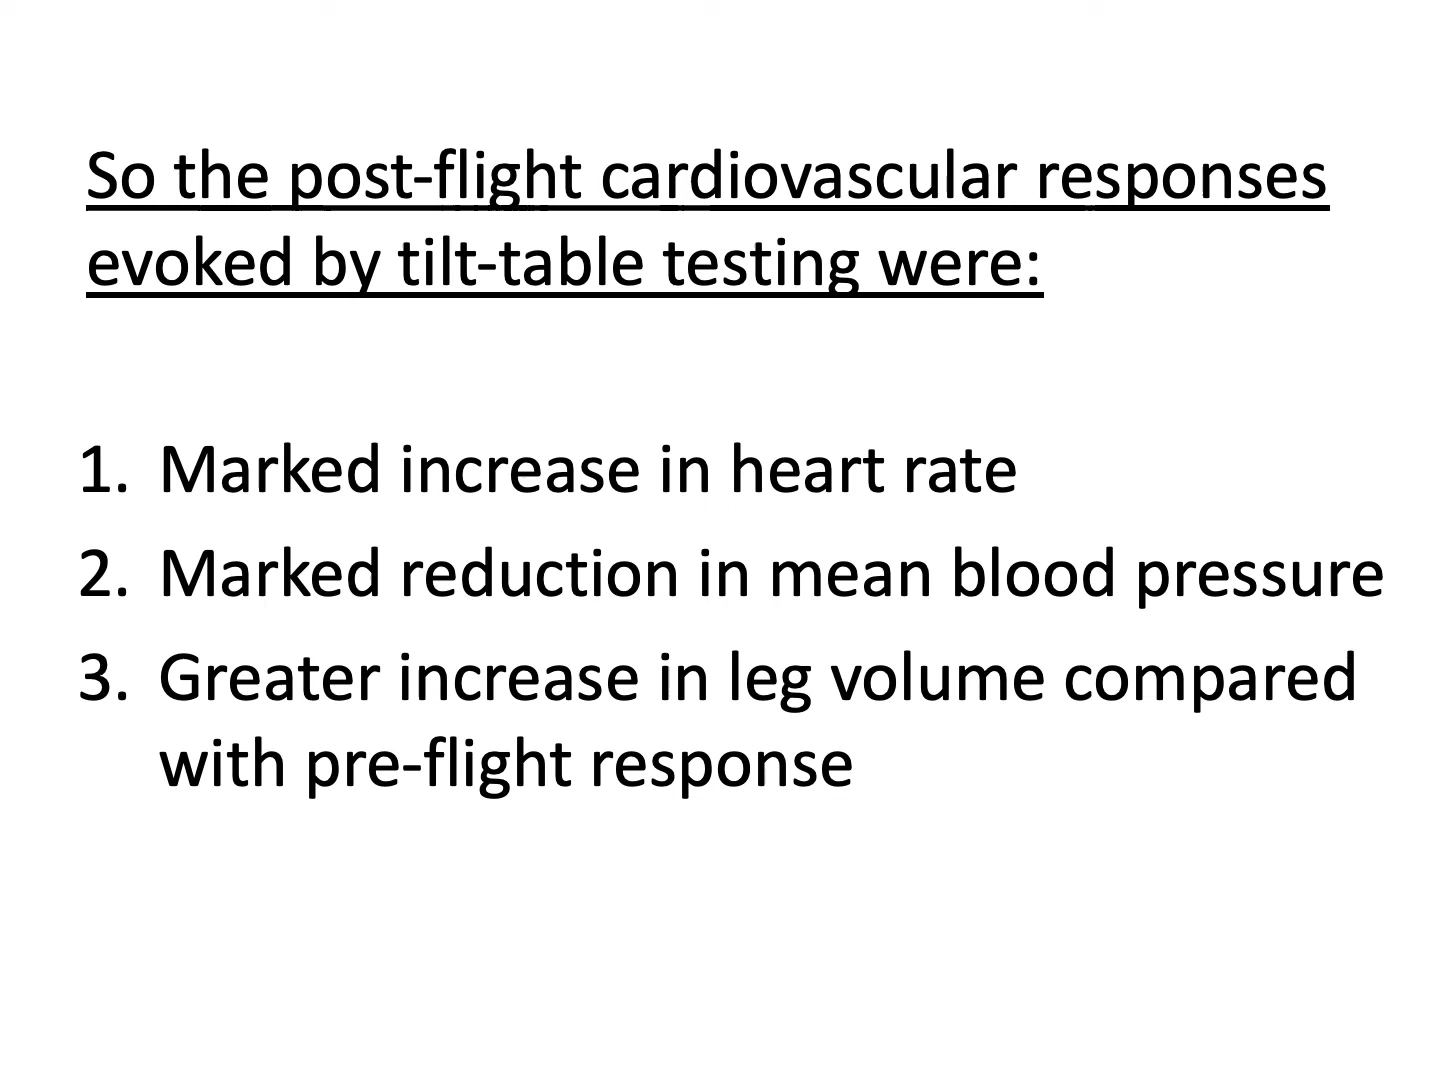 So the post-flight cardiovascular responses
evoked by tilt-table testing were:
1. Marked increase in heart rate
2. Marked reduction in mean blood pressure
3. Greater increase in leg volume compared
with pre-flight response